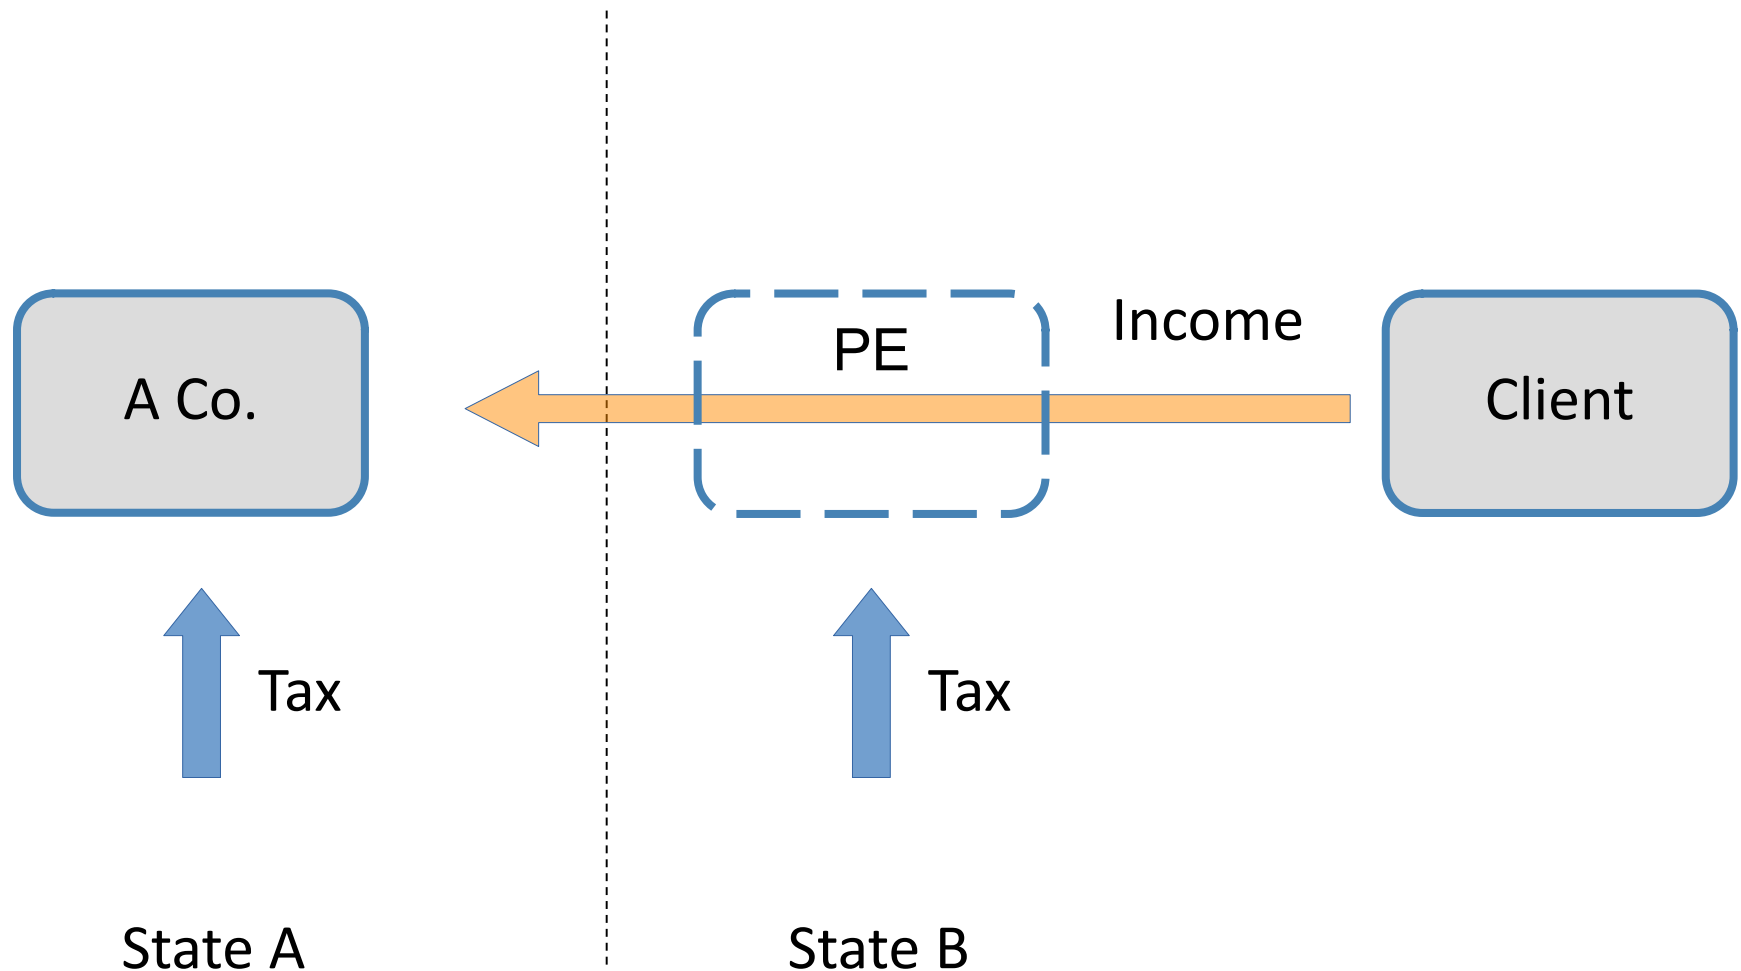 A Co.
PE
Income
Client
Tax
Tax
State A
State B